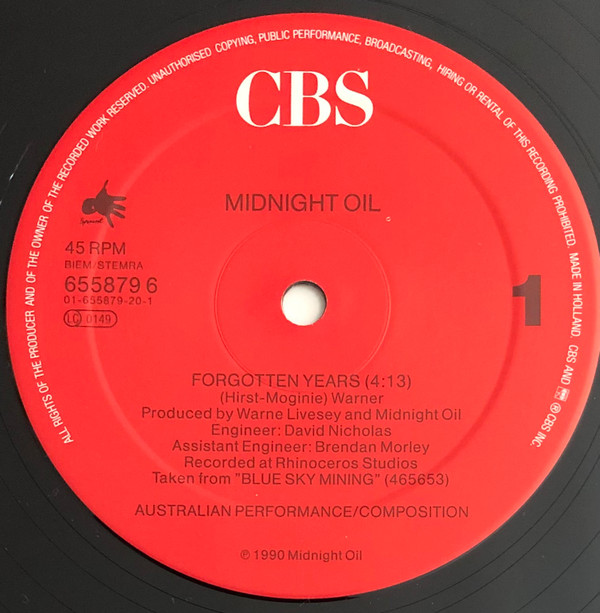 ALL RIGHTS OF THE PRODUCER AND OF THE OWNER OF THE RECORDED WORK RESERVED. UNAUTHORISED COPYING, PUBLIC PERFORMANCE, BROADCASTING, HIRING OR RENTAL OF THIS RECORDING PROHIBITED. MADE IN HOLLAND. CBS AND ℗ CBS INC.
CBS
MIDNIGHT OIL
Sprint
45 RPM
BIEM/STEMRA
655879 6
01-655879-20-1
LC 0149
1
FORGOTTEN YEARS (4:13)
(Hirst-Moginie) Warner
Produced by Warne Livesey and Midnight Oil
Engineer: David Nicholas
Assistant Engineer: Brendan Morley
Recorded at Rhinoceros Studios
Taken from "BLUE SKY MINING" (465653)
AUSTRALIAN PERFORMANCE/COMPOSITION
℗ 1990 Midnight Oil